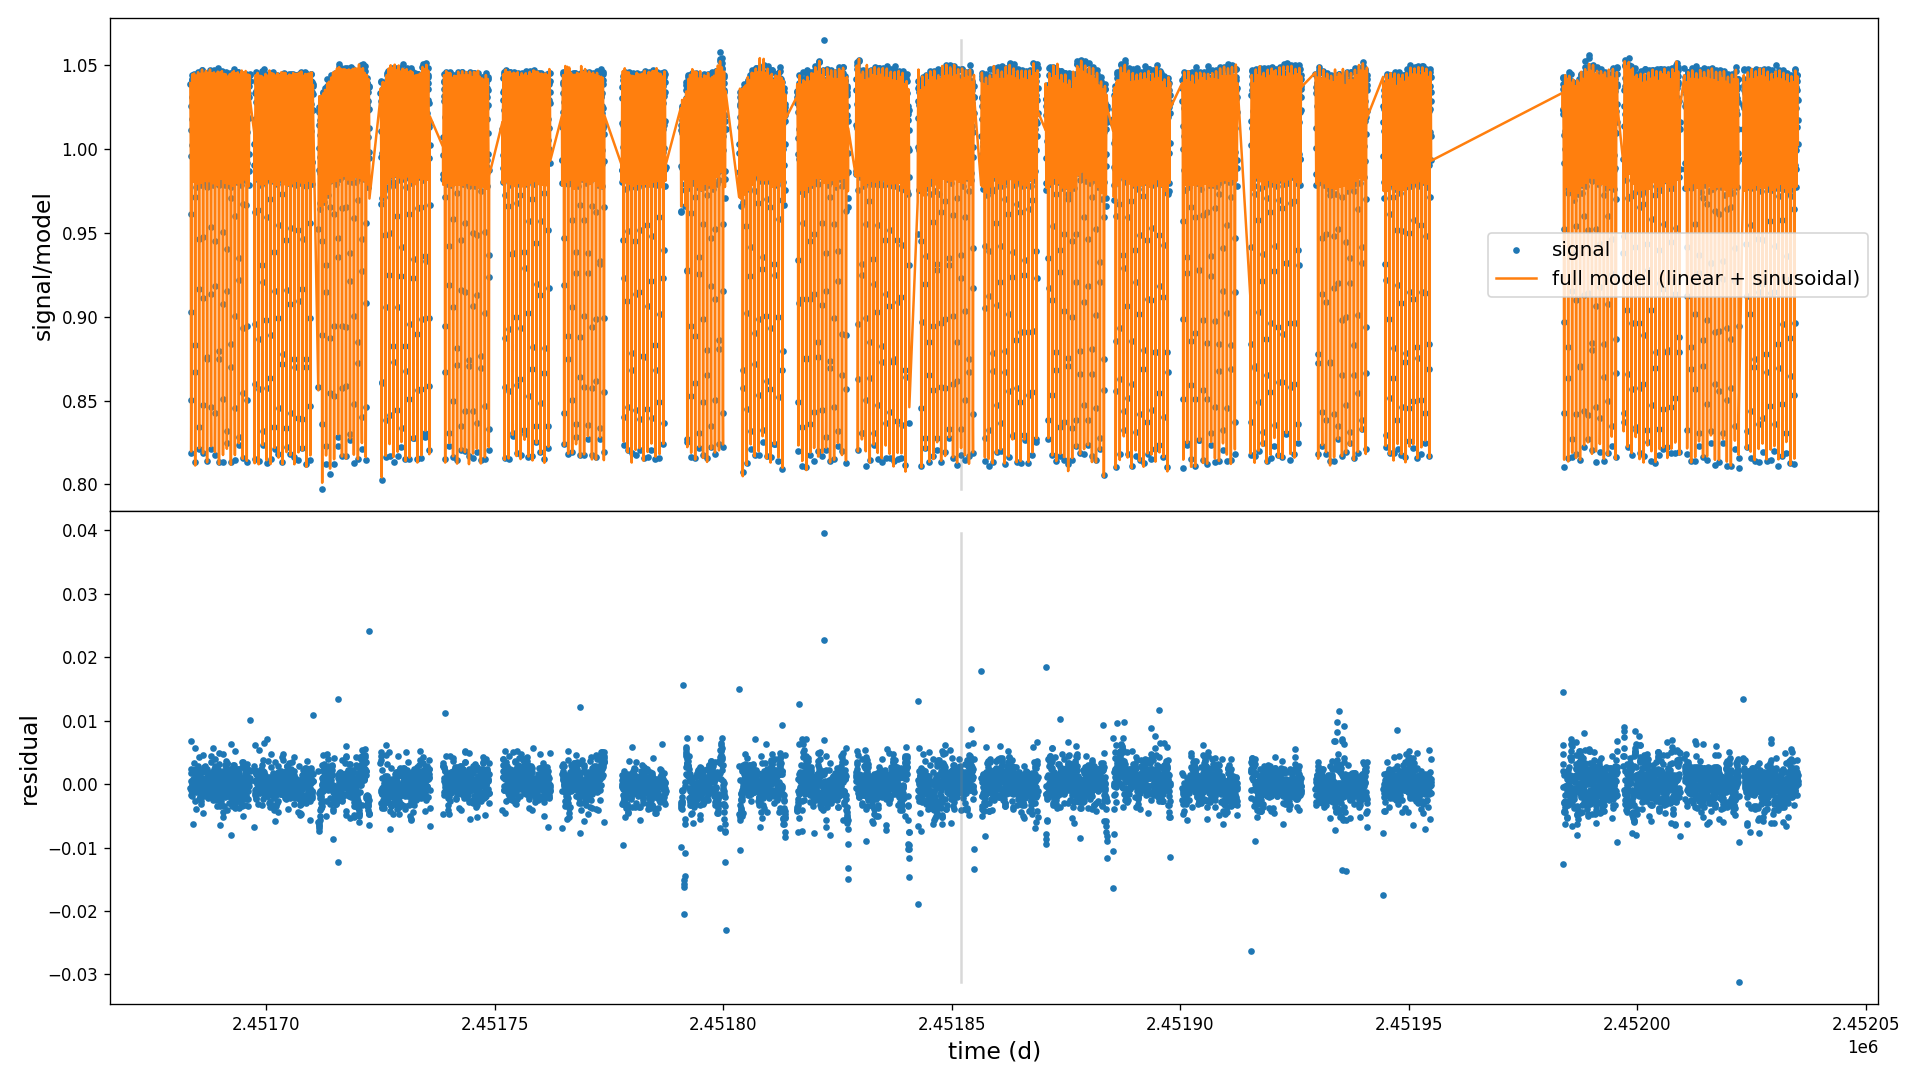 1.05
1.00
0.95
0.90
0.85
0.80
signal/model
signal
full model (linear + sinusoidal)
0.04
0.03
0.02
0.01
0.00
−0.01
−0.02
−0.03
residual
2.45170 2.45175 2.45180 2.45185 2.45190 2.45195 2.45200 2.45205
time (d)
1e6